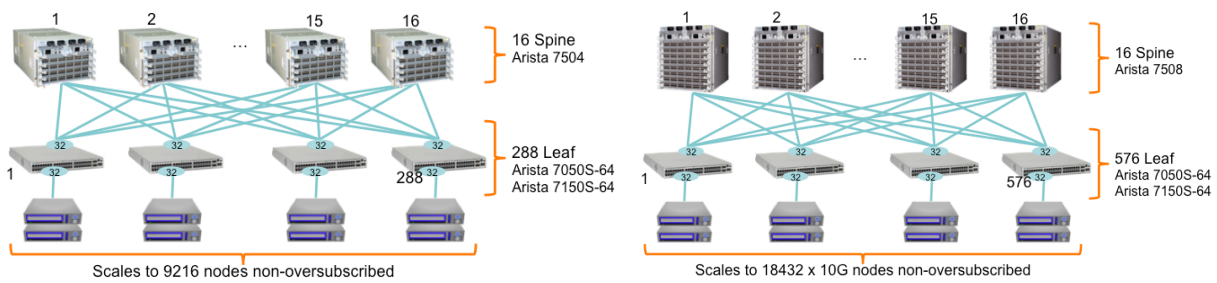 1 2 15 16
...
16 Spine
Arista 7504
32 32 32 32
288 Leaf
Arista 7050S-64
Arista 7150S-64
1 32 32 32 288 32
Scales to 9216 nodes non-oversubscribed
1 2 15 16
...
16 Spine
Arista 7508
32 32 32 32
576 Leaf
Arista 7050S-64
Arista 7150S-64
1 32 32 32 576 32
Scales to 18432 x 10G nodes non-oversubscribed